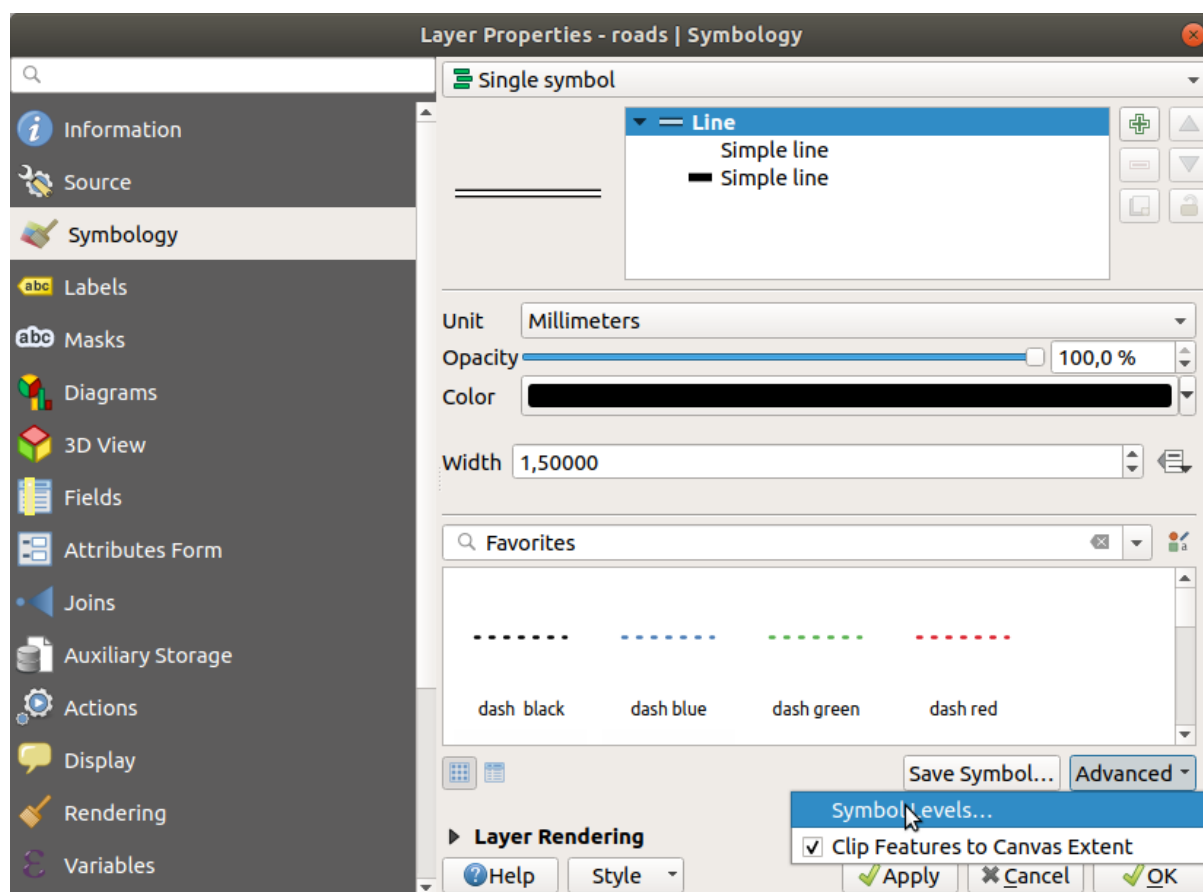 Layer Properties - roads | Symbology
Single symbol
Information
Source
Symbology
Labels
Masks
Diagrams
3D View
Fields
Attributes Form
Joins
Auxiliary Storage
Actions
Display
Rendering
Variables
Line
Simple line
Simple line
Unit Millimeters
Opacity 100,0 %
Color
Width 1,50000
Favorites
dash black dash blue dash green dash red
Save Symbol... Advanced
Symbol Levels...
Clip Features to Canvas Extent
Layer Rendering
Help Style Apply Cancel OK